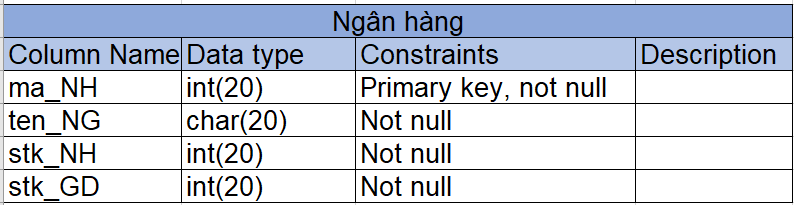 Ngân hàng
Column Name Data type Constraints Description
ma_NH int(20) Primary key, not null
ten_NG char(20) Not null
stk_NH int(20) Not null
stk_GD int(20) Not null